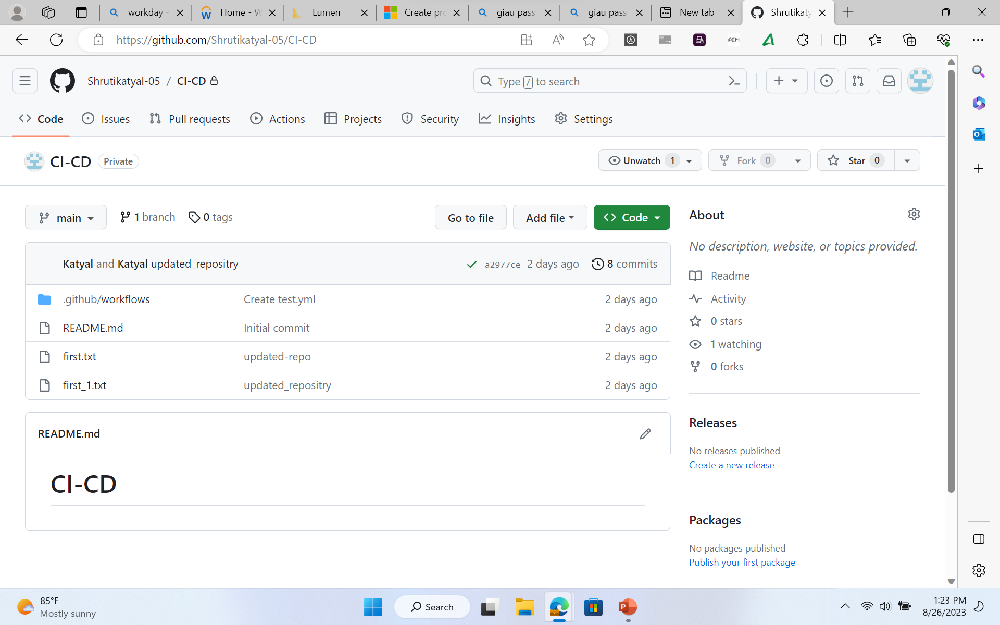 workday -
Home - W
Lumen
Create pro
giau pass
giau pass
New tab
Shrutikaty
https://github.com/Shrutikatyal-05/CI-CD
FCM
Shrutikatyal-05 / CI-CD
Type / to search
Code
Issues
Pull requests
Actions
Projects
Security
Insights
Settings
CI-CD Private
Unwatch 1
Fork 0
Star 0
main
1 branch
0 tags
Go to file
Add file
Code
Katyal and Katyal updated_repositry
a2977ce 2 days ago 8 commits
.github/workflows Create test.yml 2 days ago
README.md Initial commit 2 days ago
first.txt updated-repo 2 days ago
first_1.txt updated_repositry 2 days ago
README.md
CI-CD
About
No description, website, or topics provided.
Readme
Activity
0 stars
1 watching
0 forks
Releases
No releases published
Create a new release
Packages
No packages published
Publish your first package
85°F
Mostly sunny
Search
1:23 PM
8/26/2023